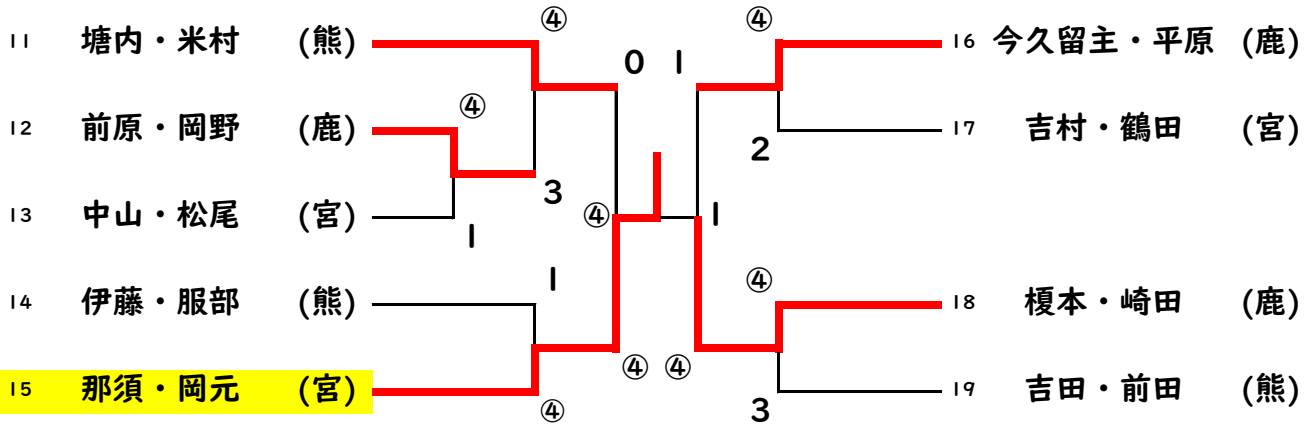 ④ ④
11 塘内・米村 (熊) 16 今久留主・平原 (鹿)
0 1
④
12 前原・岡野 (鹿) 17 吉村・鶴田 (宮)
2
3
13 中山・松尾 (宮) ④ 1
1
1 ④
14 伊藤・服部 (熊) 18 榎本・崎田 (鹿)
④ ④
15 那須・岡元 (宮) 19 吉田・前田 (熊)
④ 3